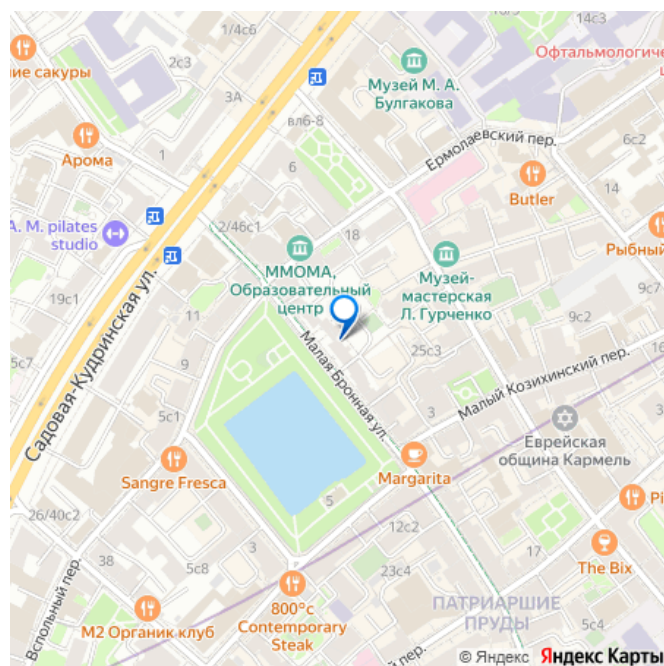 1/4с6
14с3
2с3
ние сакуры
Офтальмологиче
ц
Музей М. А.
Булгакова
3А
вл6-8
Арома
1
6
Ермолаевский пер.
6с2
Butler
14
А. М. pilates
studio
2/46с1
18
Рыбный
ММОМА,
Образовательный
центр
Музей-
мастерская
Л. Гурченко
19с1
Садовая-Кудринская ул.
11
9с7
5с7
9с2
25с3
9
Малая Бронная ул.
Малый Козихинский пер.
5с1
3
Еврейская
община Кармель
Sangre Fresca
Margarita
26/40с2
5
Pi
12с2
3
17
38
5с8
The Bix
Вспольный пер.
23с4
800°с
Contemporary
Steak
ПАТРИАРШИЕ
ПРУДЫ
5с4
М2 Органик клуб
© Яндекс Яндекс Карты